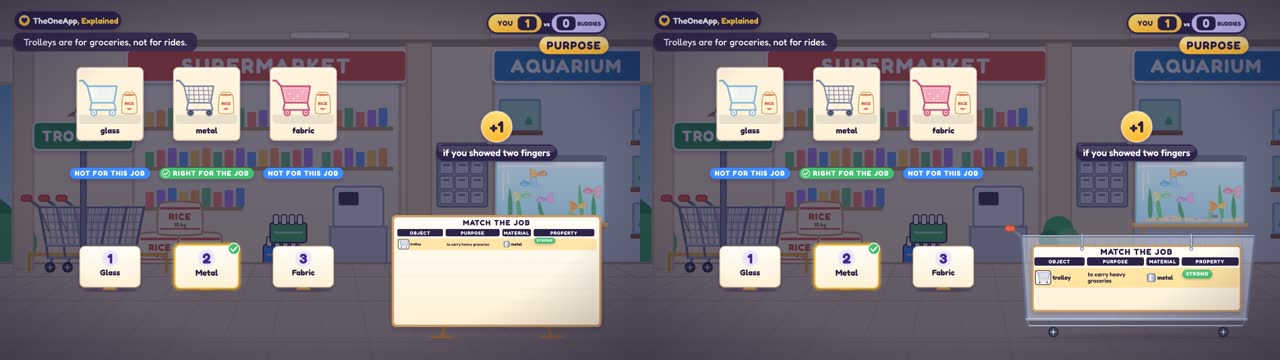 TheOneApp, Explained
YOU 1 vs 0 BUDDIES
Trolleys are for groceries, not for rides.
PURPOSE
SUPERMARKET
AQUARIUM
RICE
RICE
RICE
glass
metal
fabric
TRO
+1
if you showed two fingers
NOT FOR THIS JOB
RIGHT FOR THE JOB
NOT FOR THIS JOB
RICE
10 kg
RICE
1
Glass
2
Metal
3
Fabric
MATCH THE JOB
OBJECT PURPOSE MATERIAL PROPERTY
trolley to carry heavy groceries metal STRONG
TheOneApp, Explained
YOU 1 vs 0 BUDDIES
Trolleys are for groceries, not for rides.
PURPOSE
SUPERMARKET
AQUARIUM
RICE
RICE
RICE
glass
metal
fabric
TRO
+1
if you showed two fingers
NOT FOR THIS JOB
RIGHT FOR THE JOB
NOT FOR THIS JOB
RICE
10 kg
RICE
1
Glass
2
Metal
3
Fabric
MATCH THE JOB
OBJECT PURPOSE MATERIAL PROPERTY
trolley to carry heavy metal STRONG
groceries